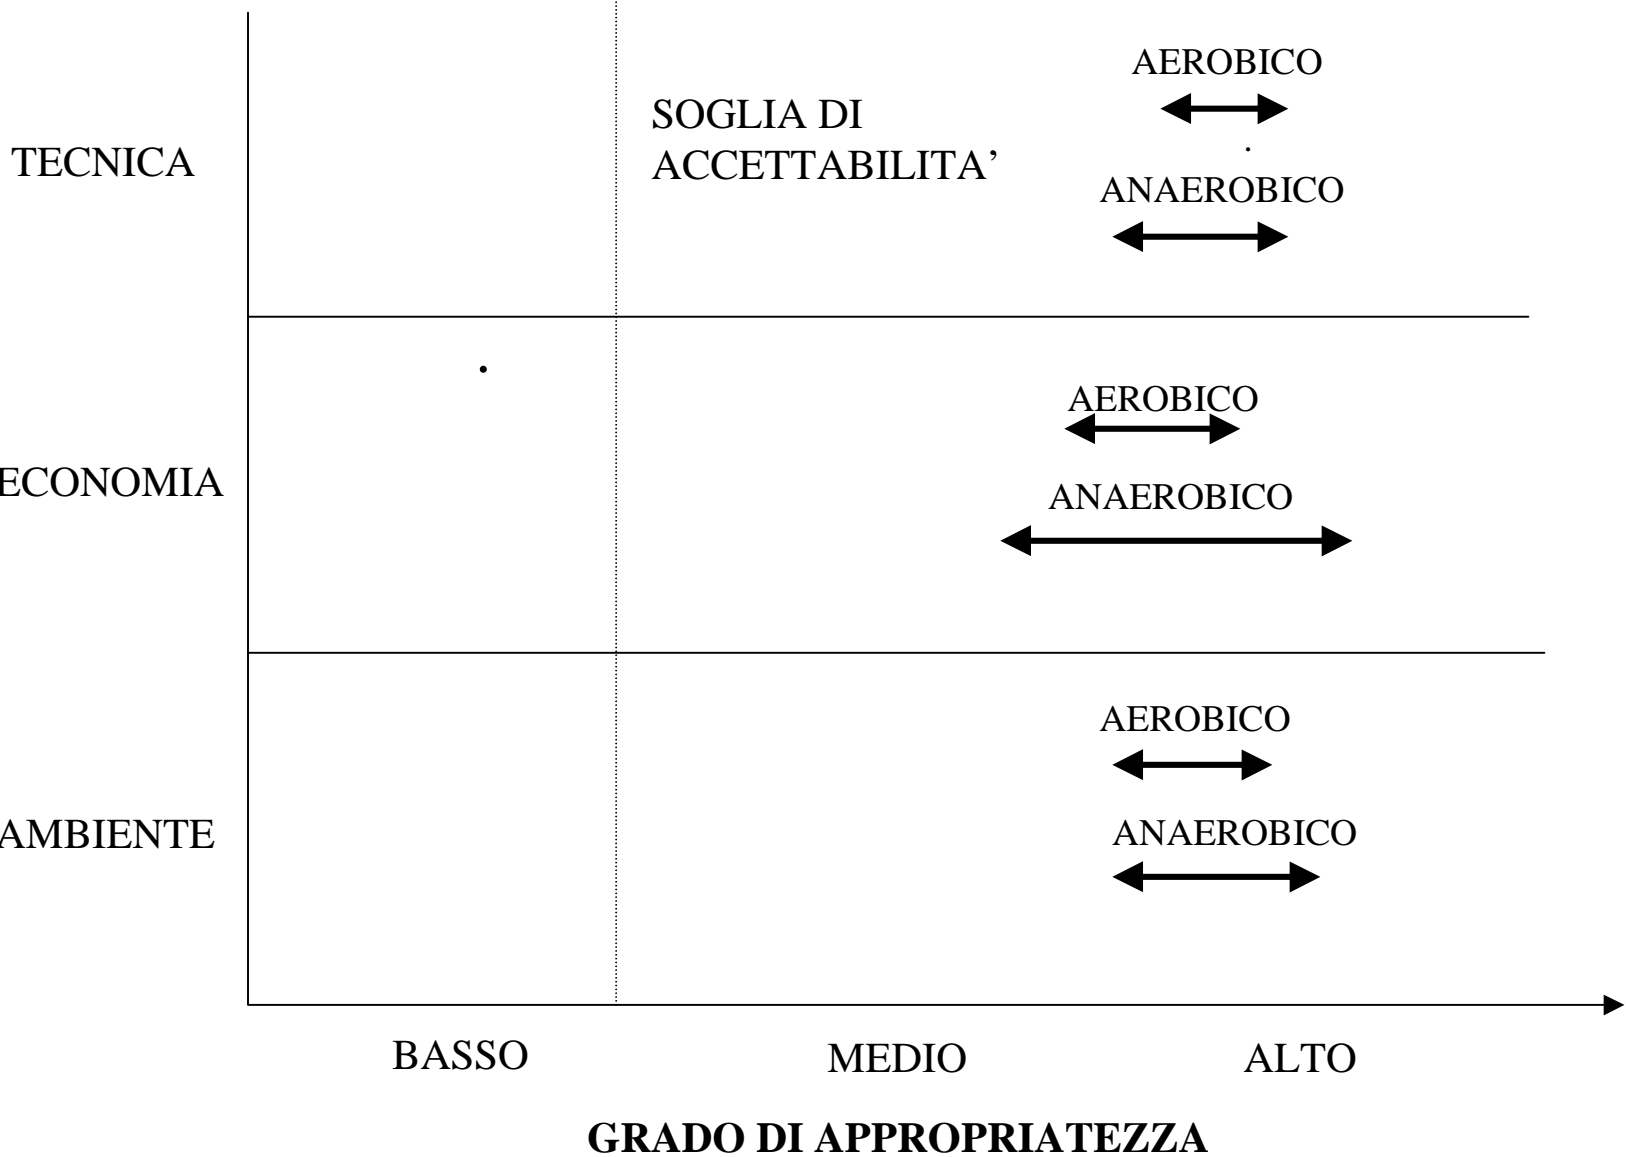 AEROBICO
SOGLIA DI
ACCETTABILITA’
TECNICA
ANAEROBICO
AEROBICO
ECONOMIA
ANAEROBICO
AEROBICO
AMBIENTE
ANAEROBICO
BASSO
MEDIO
ALTO
GRADO DI APPROPRIATEZZA